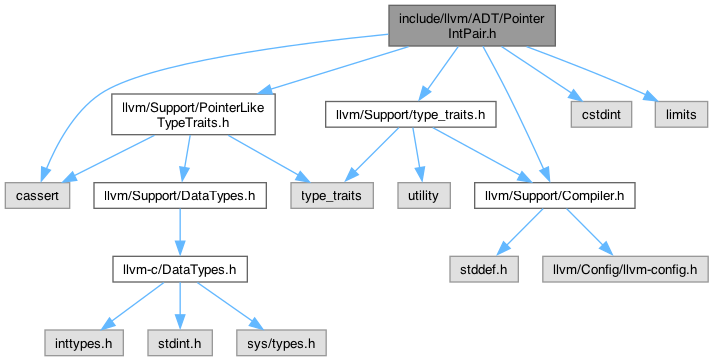 include/llvm/ADT/Pointer
IntPair.h
llvm/Support/PointerLike
TypeTraits.h
llvm/Support/type_traits.h
cstdint
limits
cassert
llvm/Support/DataTypes.h
type_traits
utility
llvm/Support/Compiler.h
llvm-c/DataTypes.h
stddef.h
llvm/Config/llvm-config.h
inttypes.h
stdint.h
sys/types.h